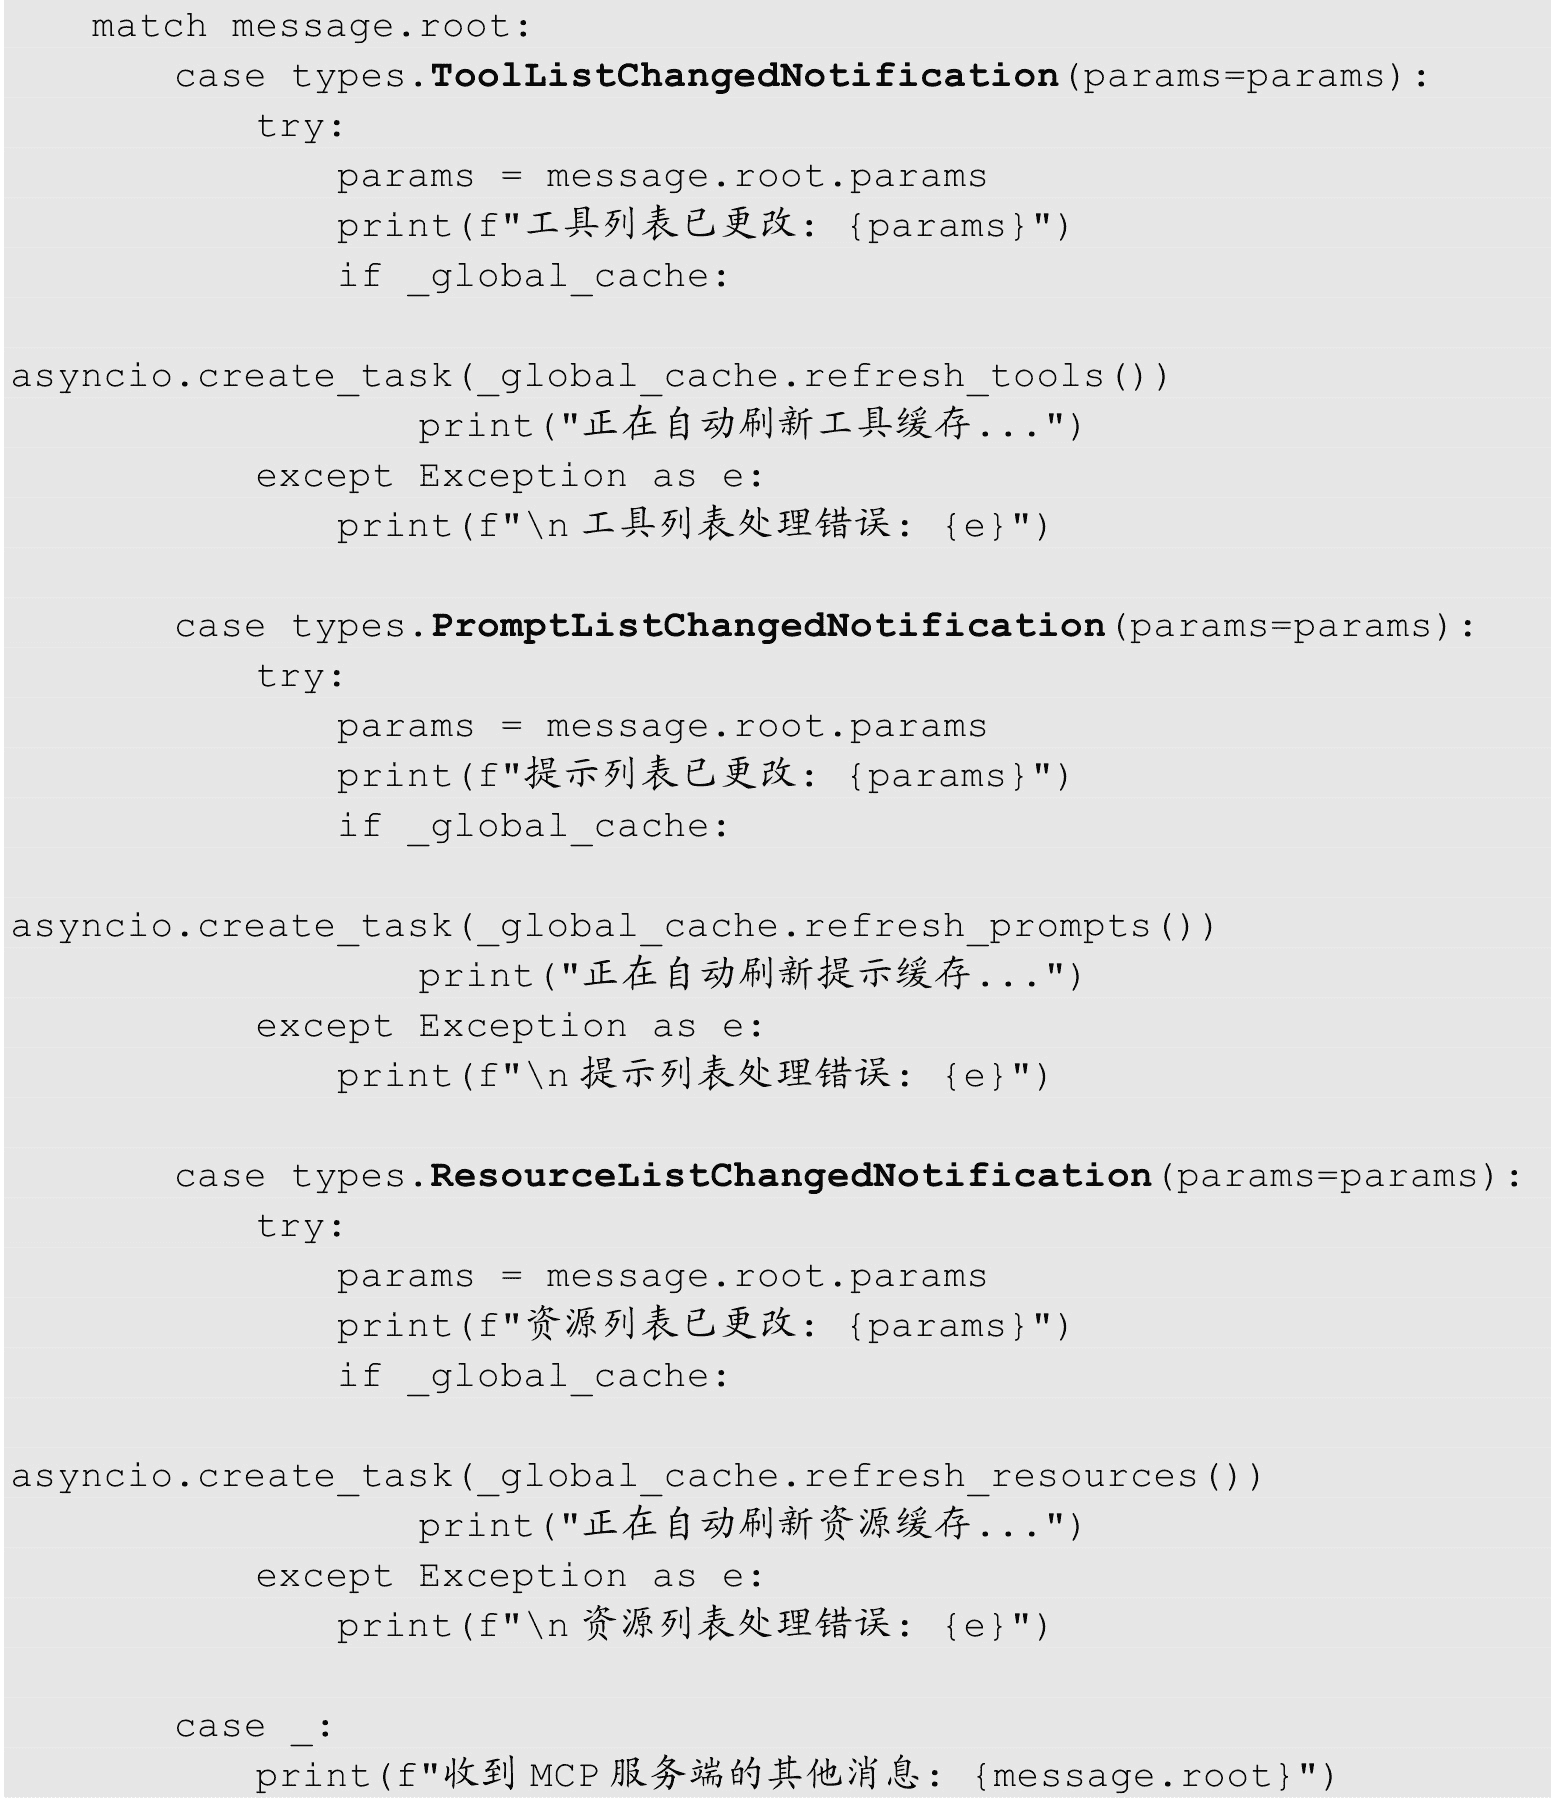 match message.root:
        case types.ToolListChangedNotification(params=params):
            try:
                params = message.root.params
                print(f"工具列表已更改: {params}")
                if _global_cache:

asyncio.create_task(_global_cache.refresh_tools())
                    print("正在自动刷新工具缓存...")
            except Exception as e:
                print(f"\n 工具列表处理错误: {e}")

        case types.PromptListChangedNotification(params=params):
            try:
                params = message.root.params
                print(f"提示列表已更改: {params}")
                if _global_cache:

asyncio.create_task(_global_cache.refresh_prompts())
                    print("正在自动刷新提示缓存...")
            except Exception as e:
                print(f"\n 提示列表处理错误: {e}")

        case types.ResourceListChangedNotification(params=params):
            try:
                params = message.root.params
                print(f"资源列表已更改: {params}")
                if _global_cache:

asyncio.create_task(_global_cache.refresh_resources())
                    print("正在自动刷新资源缓存...")
            except Exception as e:
                print(f"\n 资源列表处理错误: {e}")

        case _:
            print(f"收到 MCP 服务端的其他消息: {message.root}")